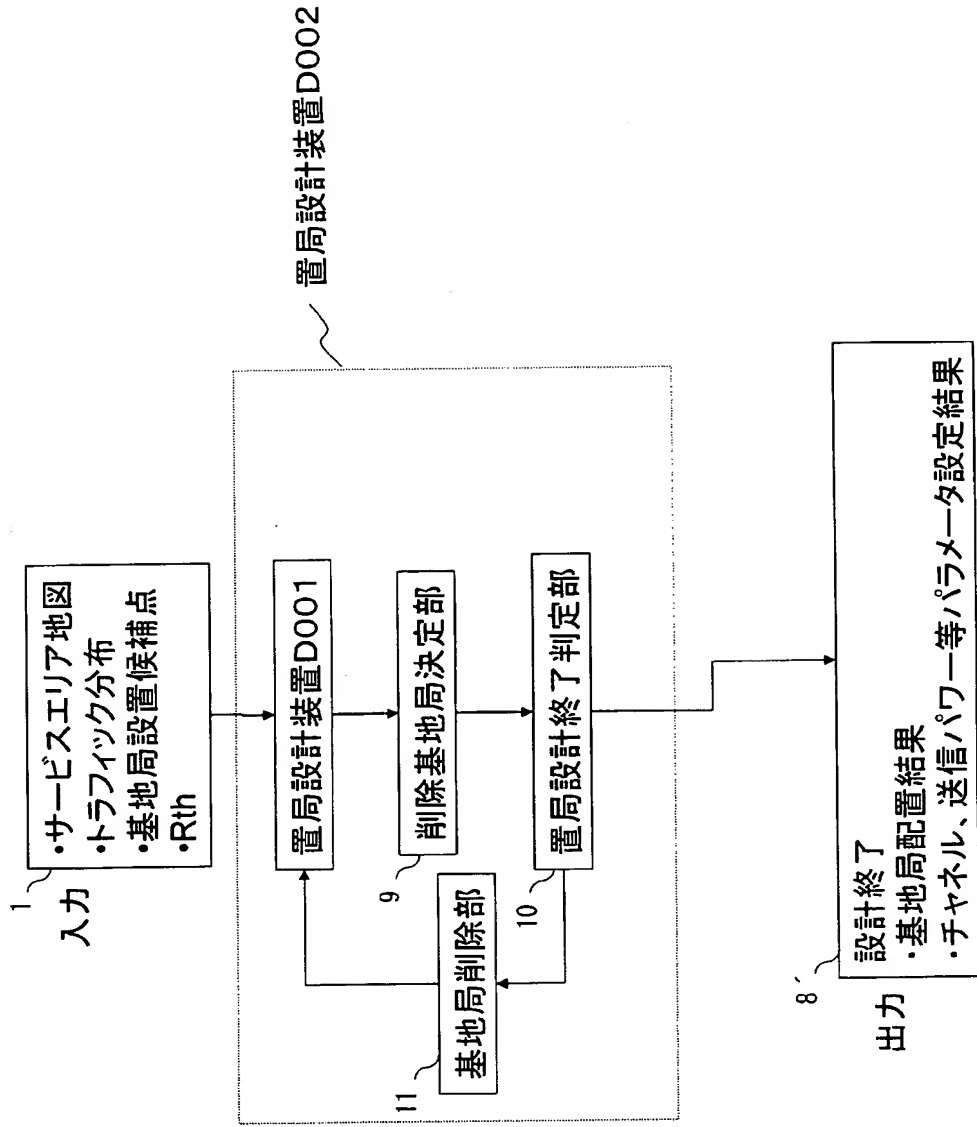 1
入力
・サービスエリア地図
・トラフィック分布
・基地局設置候補点
・Rth
置局設計装置D002
置局設計装置D001
9
削除基地局決定部
10
置局設計終了判定部
11
基地局削除部
8´
出力
設計終了
・基地局配置結果
・チャネル、送信パワー等パラメータ設定結果